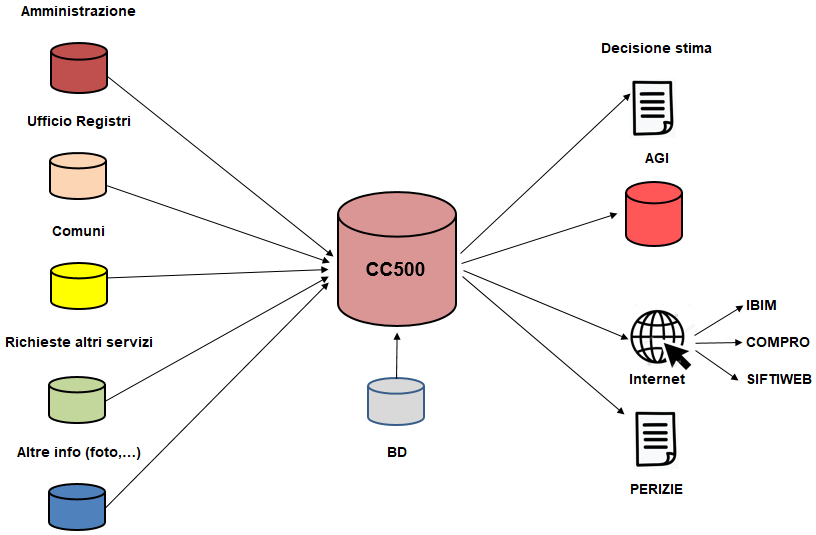 Amministrazione
Ufficio Registri
Comuni
Richieste altri servizi
Altre info (foto,…)
CC500
BD
Decisione stima
AGI
Internet
IBIM
COMPRO
SIFTIWEB
PERIZIE